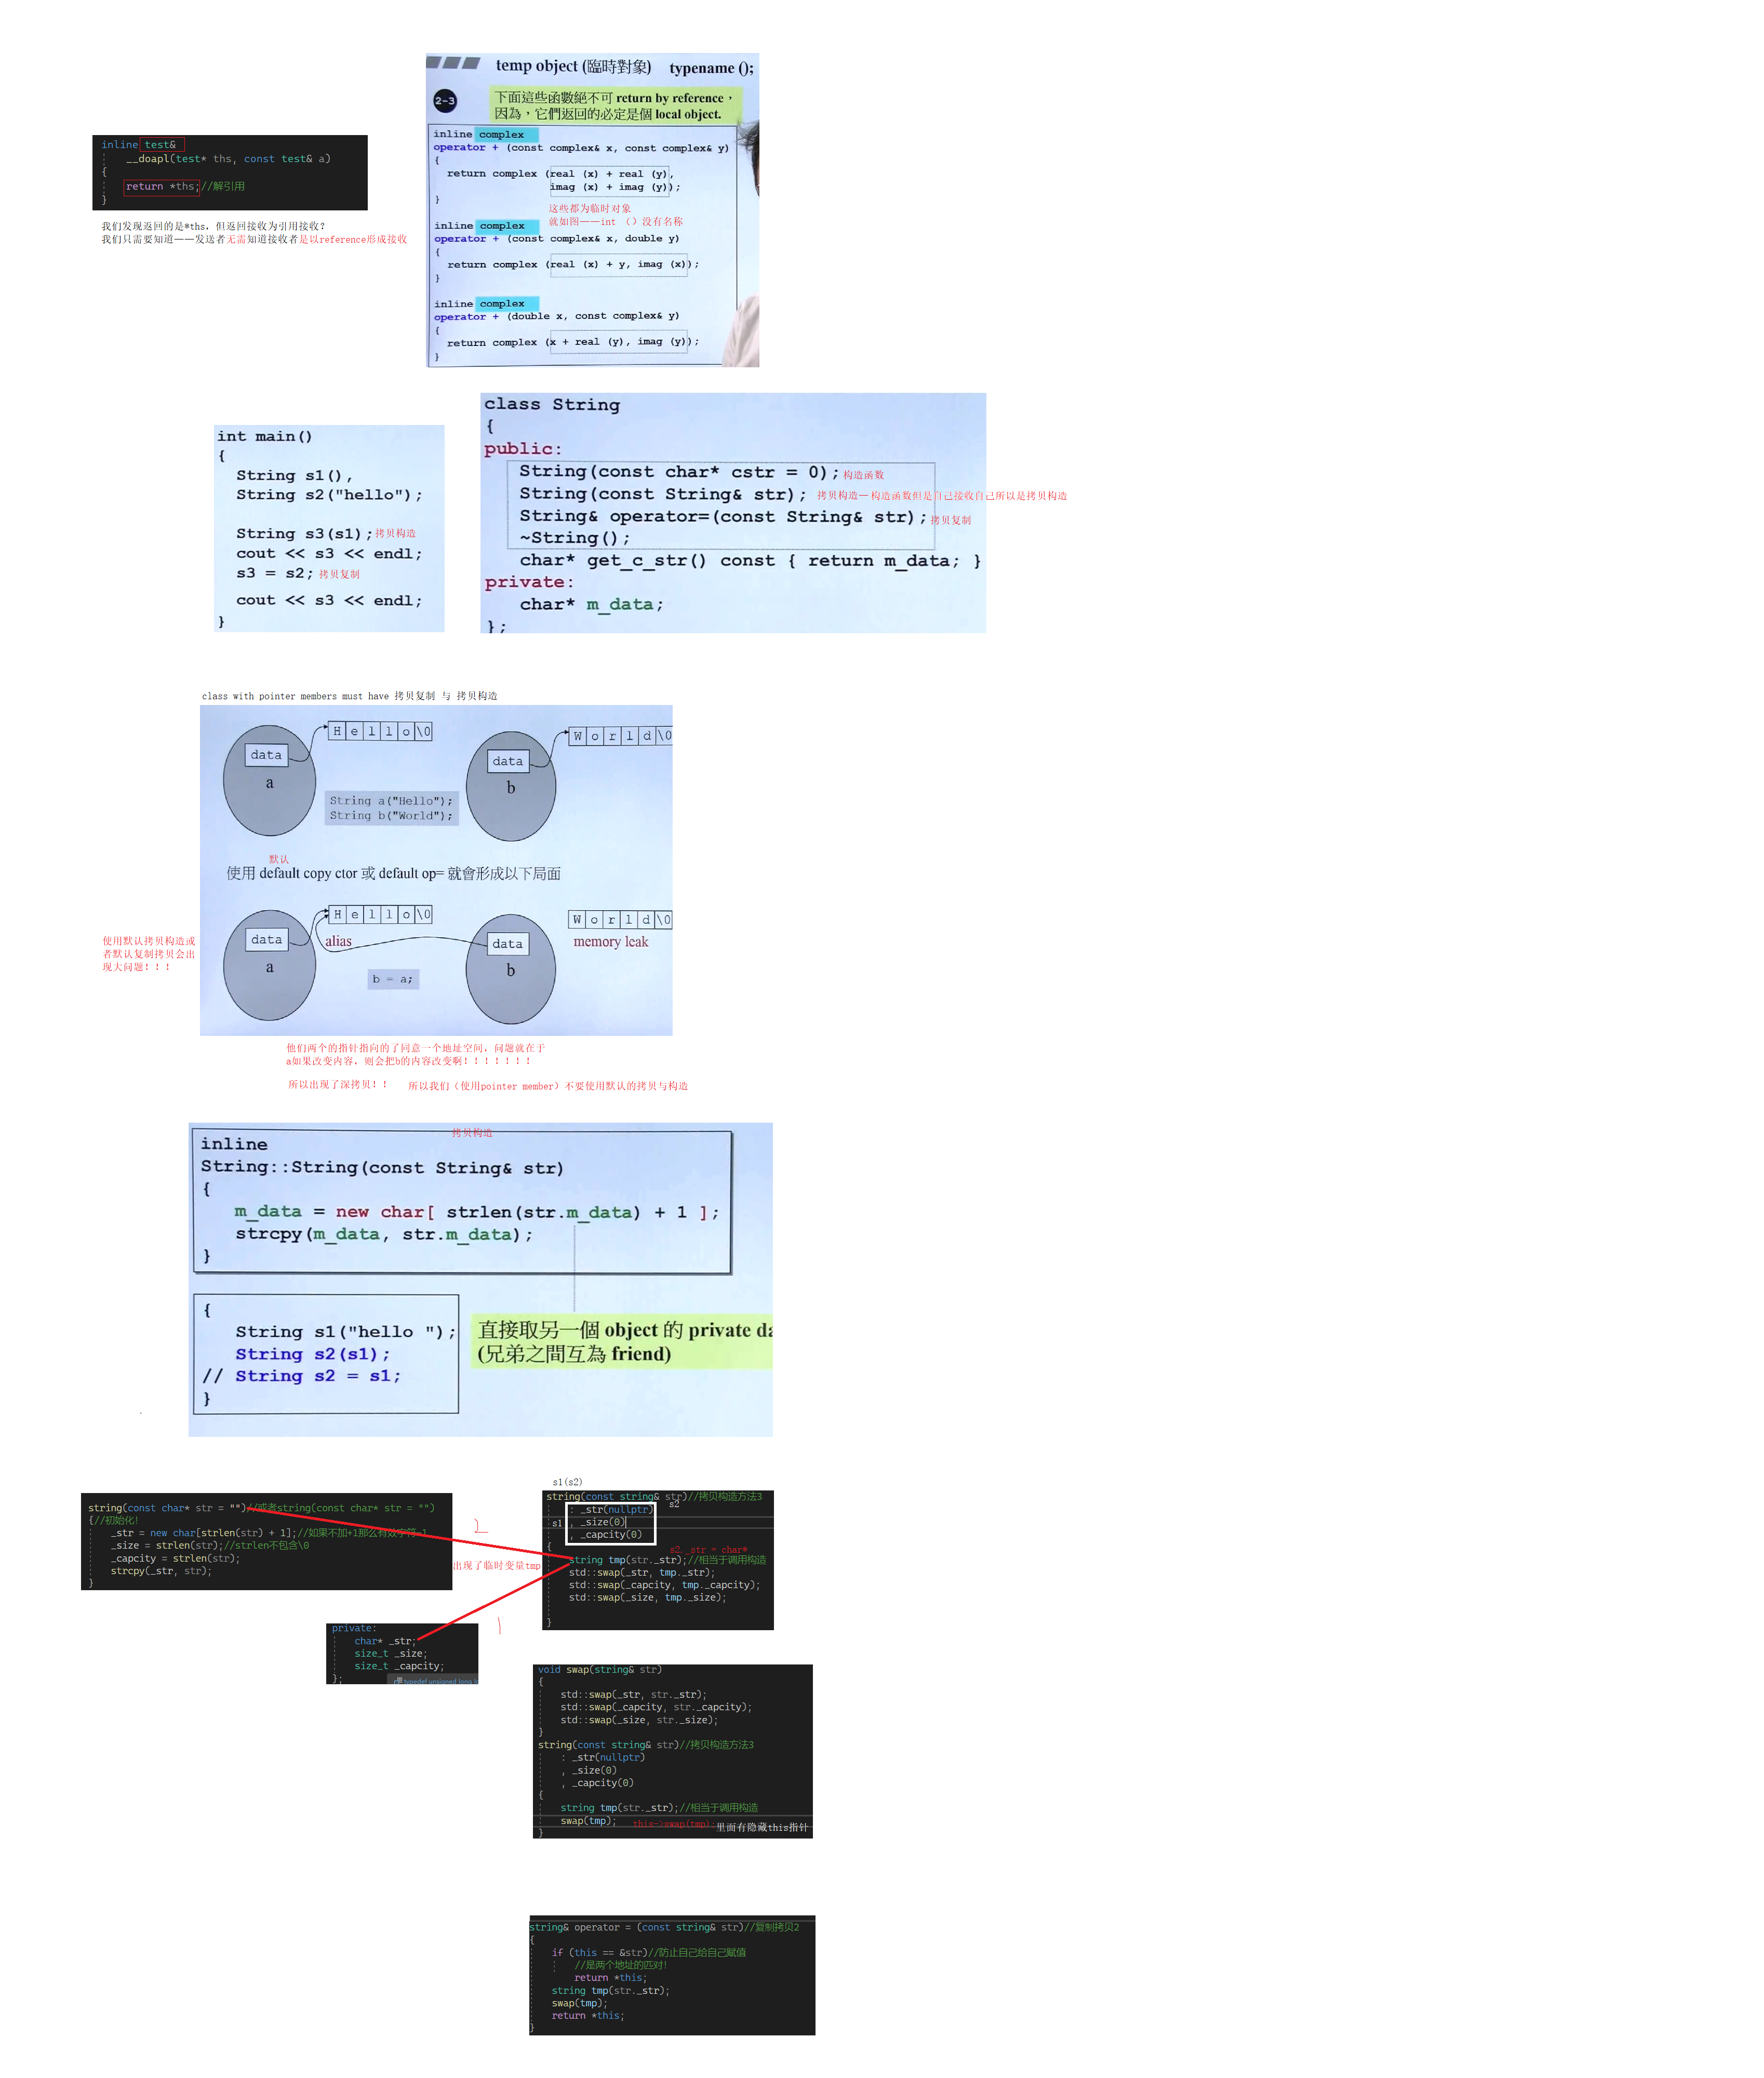 temp object (臨時對象) typename ();
2-3
下面這些函數絕不可 return by reference，
因為，它們返回的必定是個 local object.
inline complex
operator + (const complex& x, const complex& y)
{
return complex (real (x) + real (y),
imag (x) + imag (y));
}
这些都为临时对象
就如图——int （）没有名称
inline complex
operator + (const complex& x, double y)
{
return complex (real (x) + y, imag (x));
}
inline complex
operator + (double x, const complex& y)
{
return complex (x + real (y), imag (y));
}
inline test&
__doapl(test* ths, const test& a)
{
return *ths;//解引用
}
我们发现返回的是*ths，但返回接收为引用接收？
我们只需要知道——发送者无需知道接收者是以reference形成接收
int main()
{
String s1(),
String s2("hello");
String s3(s1);拷贝构造
cout << s3 << endl;
s3 = s2;拷贝复制
cout << s3 << endl;
}
class String
{
public:
String(const char* cstr = 0);构造函数
String(const String& str); 拷贝构造—构造函数但是自己接收自己所以是拷贝构造
String& operator=(const String& str);拷贝复制
~String();
char* get_c_str() const { return m_data; }
private:
char* m_data;
};
class with pointer members must have 拷贝复制 与 拷贝构造
H e l l o \0
W o r l d \0
data
data
a
b
String a("Hello");
String b("World");
默认
使用 default copy ctor 或 default op= 就會形成以下局面
H e l l o \0
W o r l d \0
data
alias
data
memory leak
a
b
b = a;
使用默认拷贝构造或
者默认复制拷贝会出
现大问题！！！
他们两个的指针指向的了同意一个地址空间，问题就在于
a如果改变内容，则会把b的内容改变啊！！！！！！！
所以出现了深拷贝！！
所以我们（使用pointer member）不要使用默认的拷贝与构造
拷贝构造
inline
String::String(const String& str)
{
m_data = new char[ strlen(str.m_data) + 1 ];
strcpy(m_data, str.m_data);
}
{
String s1("hello ");
String s2(s1);
// String s2 = s1;
}
直接取另一個 object 的 private da
(兄弟之間互為 friend)
string(const char* str = "")//或者string(const char* str = "")
{//初始化!
_str = new char[strlen(str) + 1];//如果不加+1那么有效字符-1
_size = strlen(str);//strlen不包含\0
_capcity = strlen(str);
strcpy(_str, str);
}
2
出现了临时变量tmp
s1(s2)
string(const string& str)//拷贝构造方法3
s2
: _str(nullptr)
s1
, _size(0)
, _capcity(0)
{
s2._str = char*
string tmp(str._str);//相当于调用构造
std::swap(_str, tmp._str);
std::swap(_capcity, tmp._capcity);
std::swap(_size, tmp._size);
}
1
private:
char* _str;
size_t _size;
size_t _capcity;
};
void swap(string& str)
{
std::swap(_str, str._str);
std::swap(_capcity, str._capcity);
std::swap(_size, str._size);
}
string(const string& str)//拷贝构造方法3
: _str(nullptr)
, _size(0)
, _capcity(0)
{
string tmp(str._str);//相当于调用构造
swap(tmp); this->swap(tmp);里面有隐藏this指针
}
string& operator = (const string& str)//复制拷贝2
{
if (this == &str)//防止自己给自己赋值
//是两个地址的匹对!
return *this;
string tmp(str._str);
swap(tmp);
return *this;
}